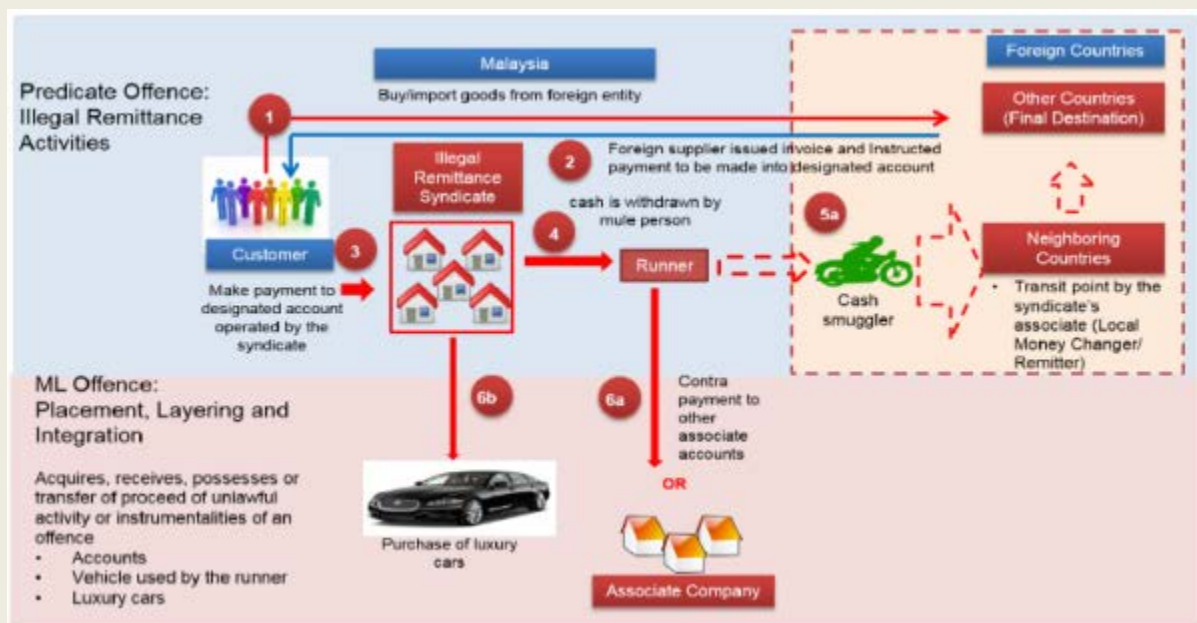 Predicate Offence:
Illegal Remittance
Activities
Malaysia
Buy/import goods from foreign entity
Foreign Countries
Other Countries
(Final Destination)
1
2
Foreign supplier issued invoice and Instructed
payment to be made into designated account
Illegal
Remittance
Syndicate
cash is withdrawn by
mule person
Customer
3
4
Runner
5a
Cash
smuggler
Neighboring
Countries
• Transit point by the
syndicate's
associate (Local
Money Changer/
Remitter)
Make payment to
designated account
operated by the
syndicate
ML Offence:
Placement, Layering and
Integration
Acquires, receives, possesses or
transfer of proceed of unlawful
activity or instrumentalities of an
offence
• Accounts
• Vehicle used by the runner
• Luxury cars
6b
Purchase of luxury
cars
6a
Contra
payment to
other
associate
accounts
OR
Associate Company